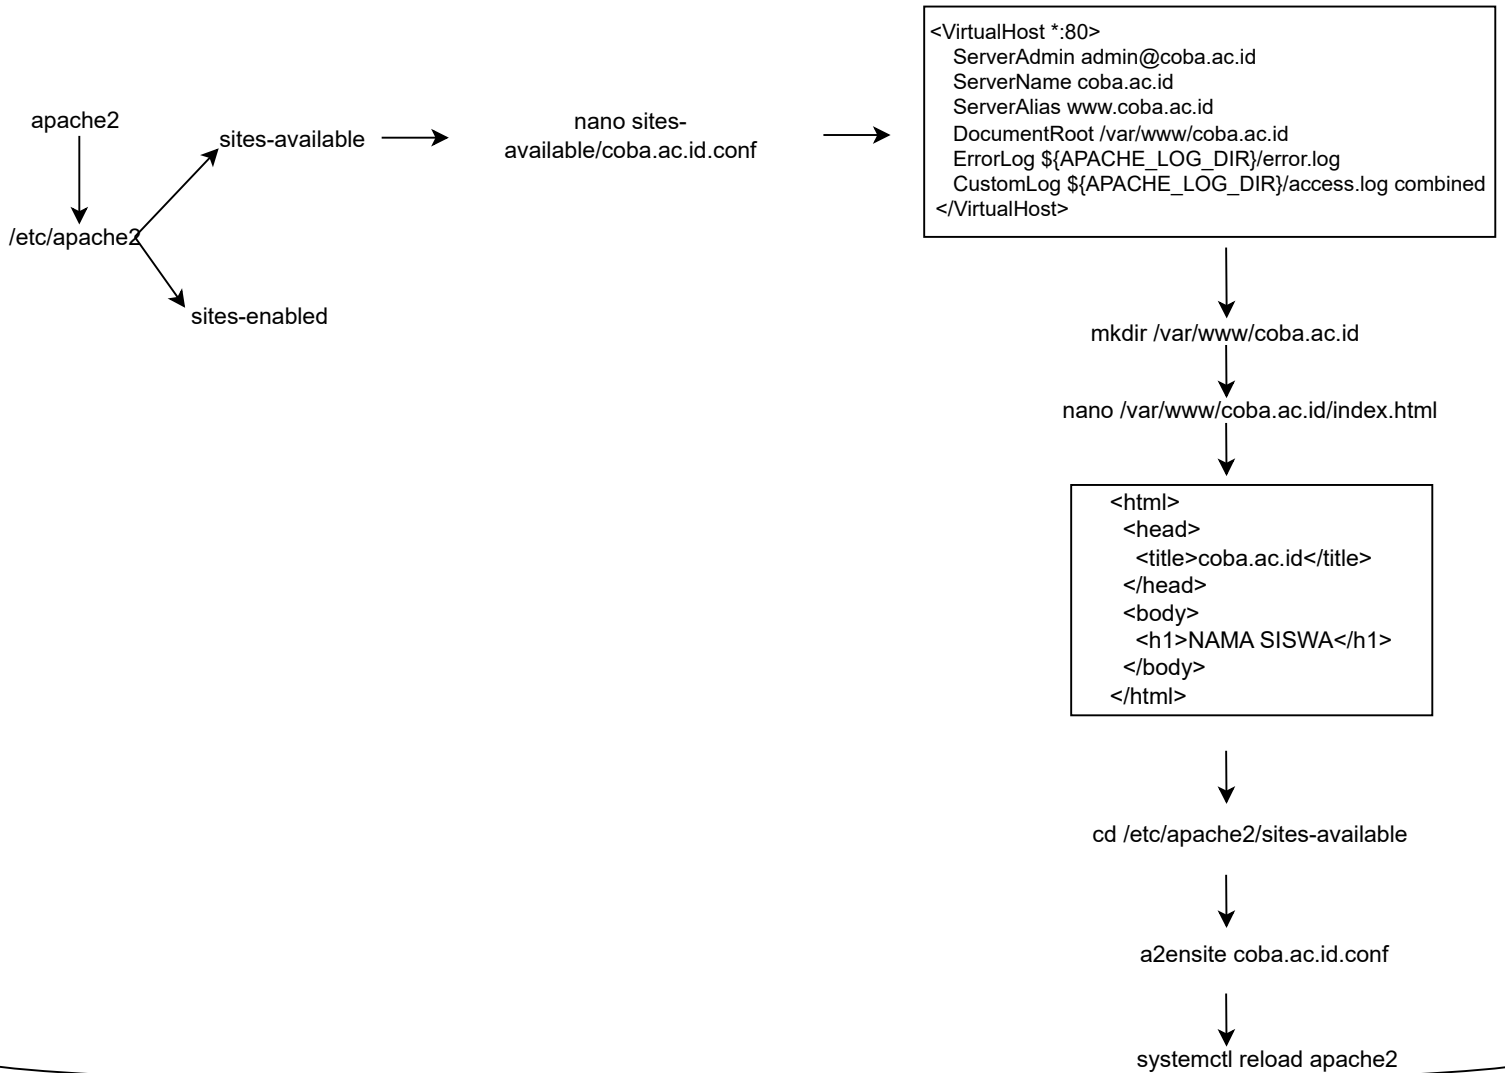 apache2
/etc/apache2
sites-available
sites-enabled
nano sites-
available/coba.ac.id.conf
<VirtualHost *:80>
ServerAdmin admin@coba.ac.id
ServerName coba.ac.id
ServerAlias www.coba.ac.id
DocumentRoot /var/www/coba.ac.id
ErrorLog ${APACHE_LOG_DIR}/error.log
CustomLog ${APACHE_LOG_DIR}/access.log combined
</VirtualHost>
mkdir /var/www/coba.ac.id
nano /var/www/coba.ac.id/index.html
<html>
<head>
<title>coba.ac.id</title>
</head>
<body>
<h1>NAMA SISWA</h1>
</body>
</html>
cd /etc/apache2/sites-available
a2ensite coba.ac.id.conf
systemctl reload apache2